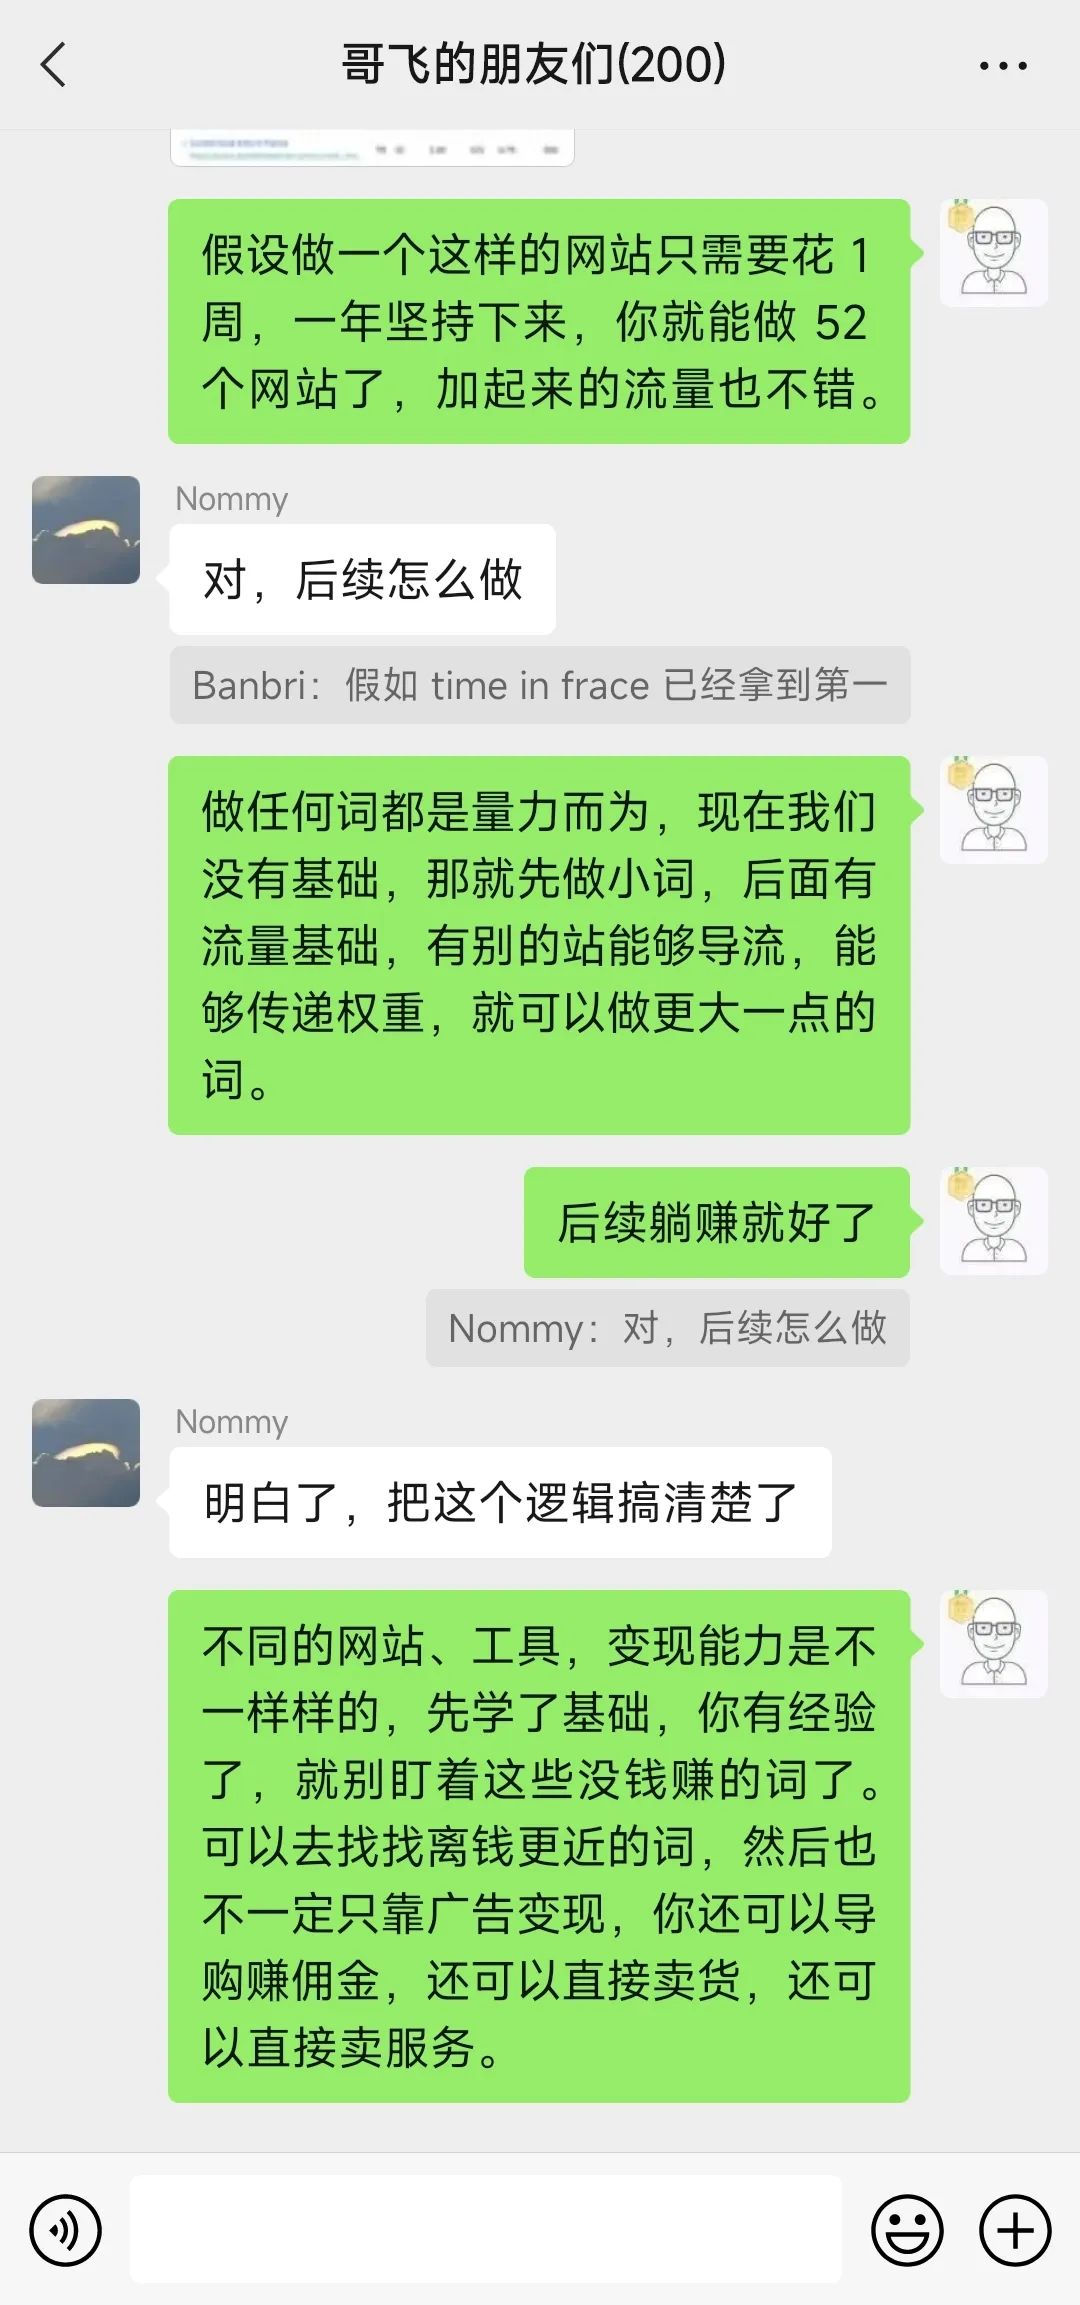 哥飞的朋友们(200)
假设做一个这样的网站只需要花 1
周，一年坚持下来，你就能做 52
个网站了，加起来的流量也不错。
Nommy
对，后续怎么做
Banbri：假如 time in frace 已经拿到第一
做任何词都是量力而为，现在我们
没有基础，那就先做小词，后面有
流量基础，有别的站能够导流，能
够传递权重，就可以做更大一点的
词。
后续躺赚就好了
Nommy：对，后续怎么做
Nommy
明白了，把这个逻辑搞清楚了
不同的网站、工具，变现能力是不
一样样的，先学了基础，你有经验
了，就别盯着这些没钱赚的词了。
可以去找找离钱更近的词，然后也
不一定只靠广告变现，你还可以导
购赚佣金，还可以直接卖货，还可
以直接卖服务。